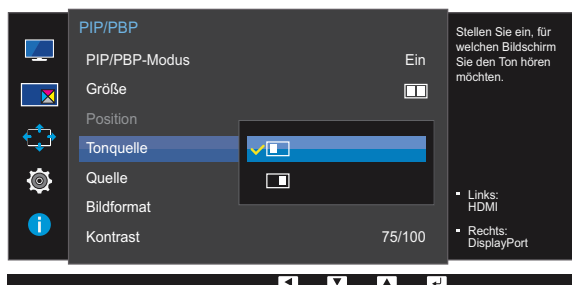 PIP/PBP
PIP/PBP-Modus Ein
Größe
Position
Tonquelle
Quelle
Bildformat
Kontrast 75/100
Stellen Sie ein, für
welchen Bildschirm
Sie den Ton hören
möchten.
Links:
HDMI
Rechts:
DisplayPort